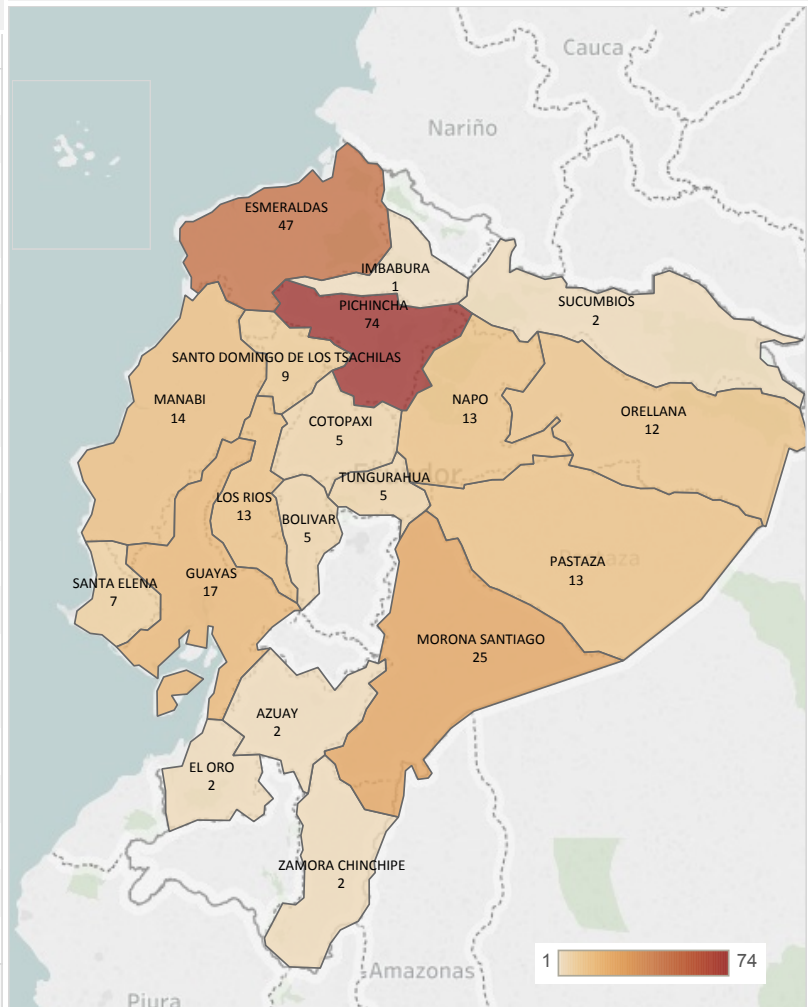 Cauca
Nariño
ESMERALDAS
47
IMBABURA
1
SUCUMBIOS
2
PICHINCHA
74
SANTO DOMINGO DE LOS TSACHILAS
9
MANABI
14
NAPO
13
ORELLANA
12
COTOPAXI
5
Ecuador
TUNGURAHUA
5
LOS RIOS
13
BOLIVAR
5
Pastaza
PASTAZA
13
SANTA ELENA
7
GUAYAS
17
MORONA SANTIAGO
25
AZUAY
2
EL ORO
2
ZAMORA CHINCHIPE
2
1
74
Amazonas
Piura